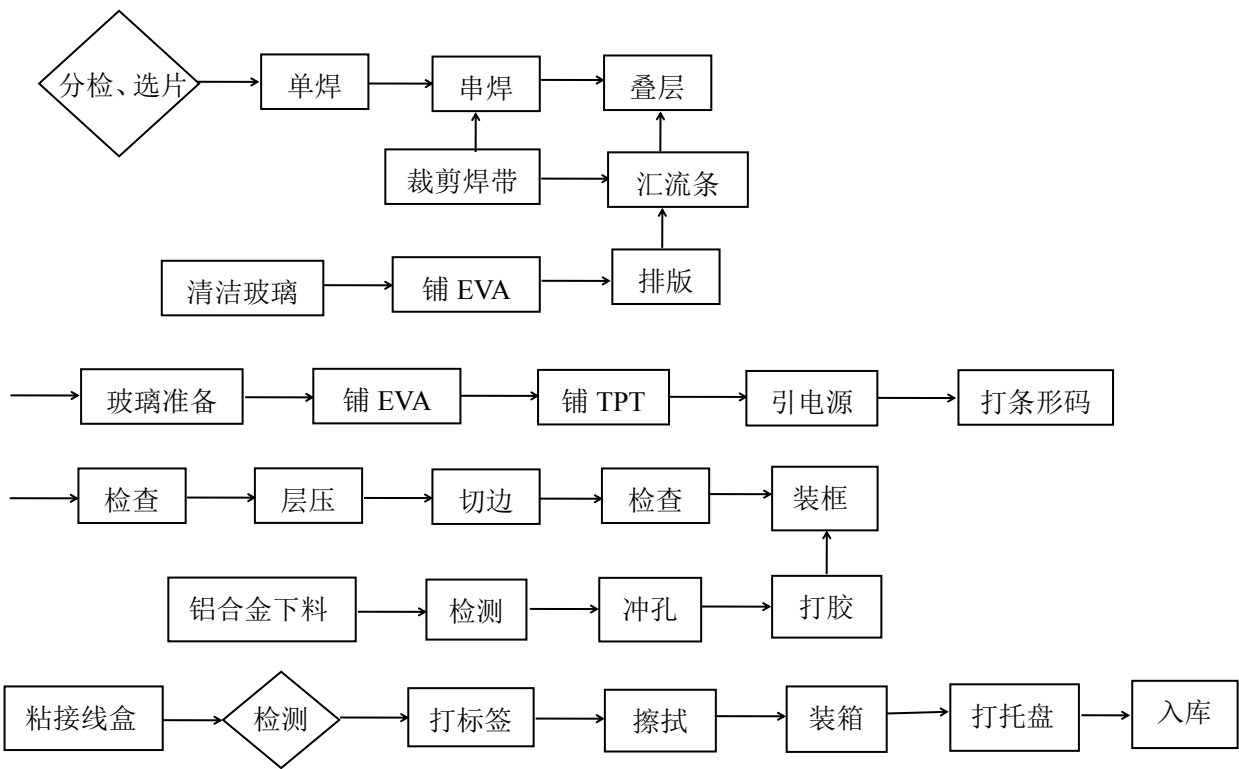 分检、选片
单焊
串焊
叠层
裁剪焊带
汇流条
清洁玻璃
铺 EVA
排版
玻璃准备
铺 EVA
铺 TPT
引电源
打条形码
检查
层压
切边
检查
装框
铝合金下料
检测
冲孔
打胶
粘接线盒
检测
打标签
擦拭
装箱
打托盘
入库